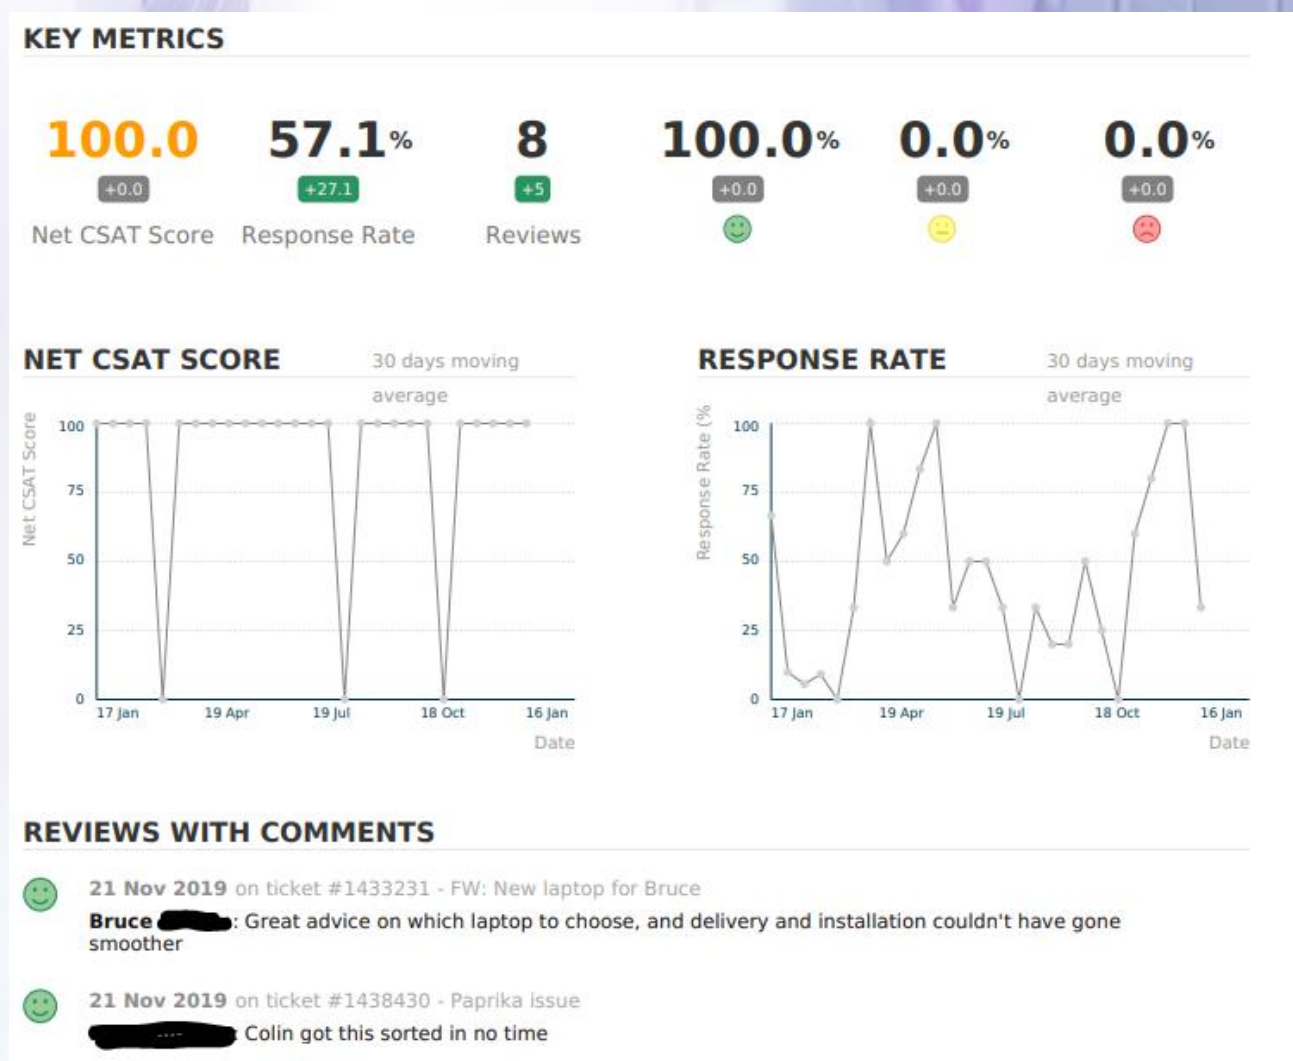 KEY METRICS
100.0 57.1% 8 100.0% 0.0% 0.0%
+0.0 +27.1 +5 +0.0 +0.0 +0.0
Net CSAT Score Response Rate Reviews
NET CSAT SCORE 30 days moving
average
Net CSAT Score
100
75
50
25
0
17 Jan 19 Apr 19 Jul 18 Oct 16 Jan
Date
RESPONSE RATE 30 days moving
average
Response Rate (%
100
75
50
25
0
17 Jan 19 Apr 19 Jul 18 Oct 16 Jan
Date
REVIEWS WITH COMMENTS
21 Nov 2019 on ticket #1433231 - FW: New laptop for Bruce
Bruce : Great advice on which laptop to choose, and delivery and installation couldn't have gone
smoother
21 Nov 2019 on ticket #1438430 - Paprika issue
: Colin got this sorted in no time